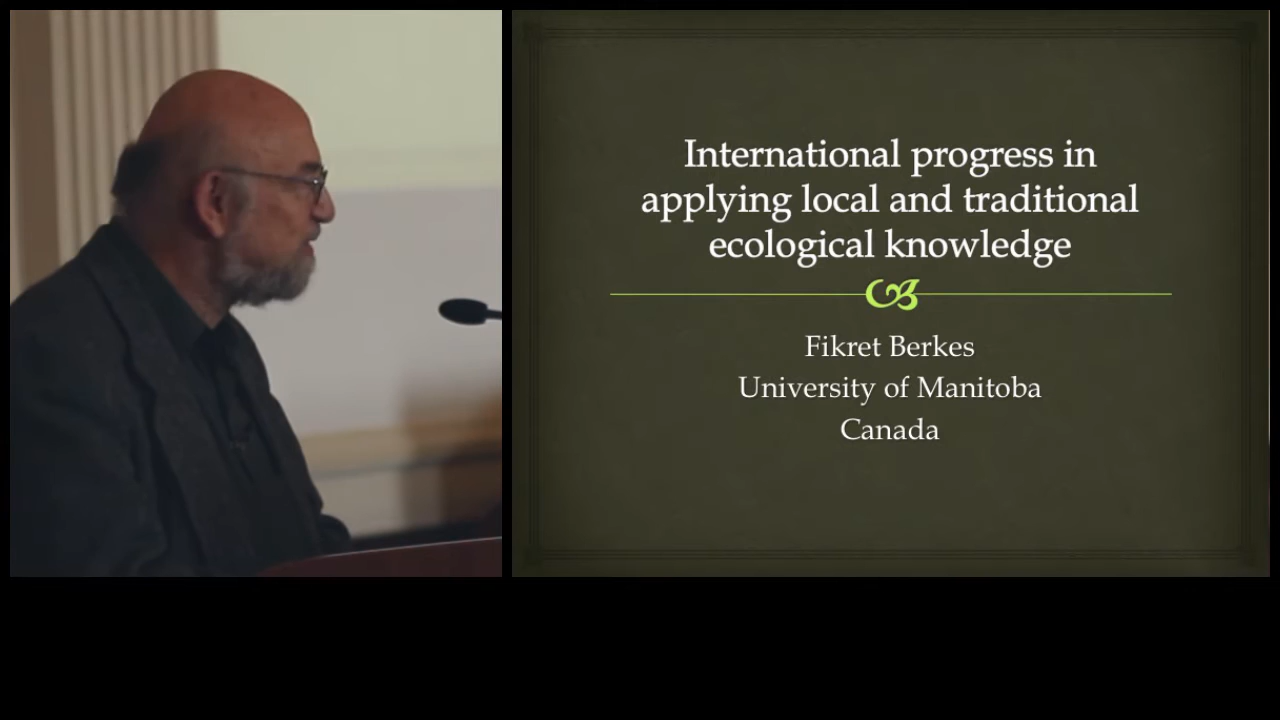 International progress in
applying local and traditional
ecological knowledge
Fikret Berkes
University of Manitoba
Canada